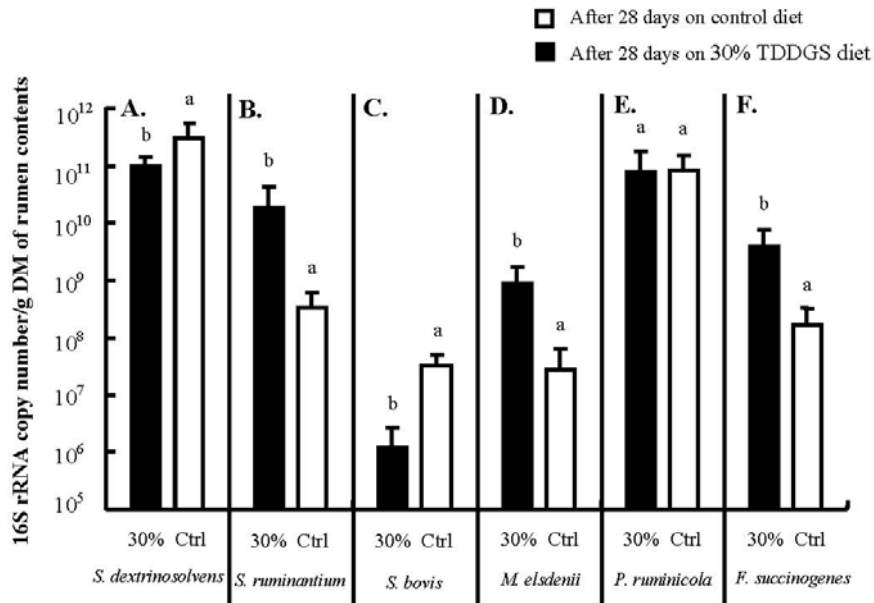 After 28 days on control diet
After 28 days on 30% TDDGS diet
16S rRNA copy number/g DM of rumen contents
10^12
10^11
10^10
10^9
10^8
10^7
10^6
10^5
A. B. C. D. E. F.
b a
b a
b a
b a
a a
b a
30% Ctrl 30% Ctrl 30% Ctrl 30% Ctrl 30% Ctrl 30% Ctrl
S. dextrinosolvens S. ruminantium S. bovis M. elsdenii P. ruminicola F. succinogenes